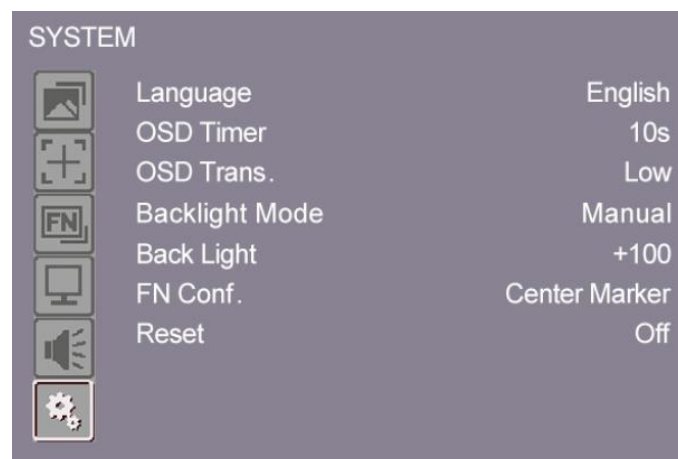 SYSTEM
Language English
OSD Timer 10s
OSD Trans. Low
FN
Backlight Mode Manual
Back Light +100
FN Conf. Center Marker
Reset Off